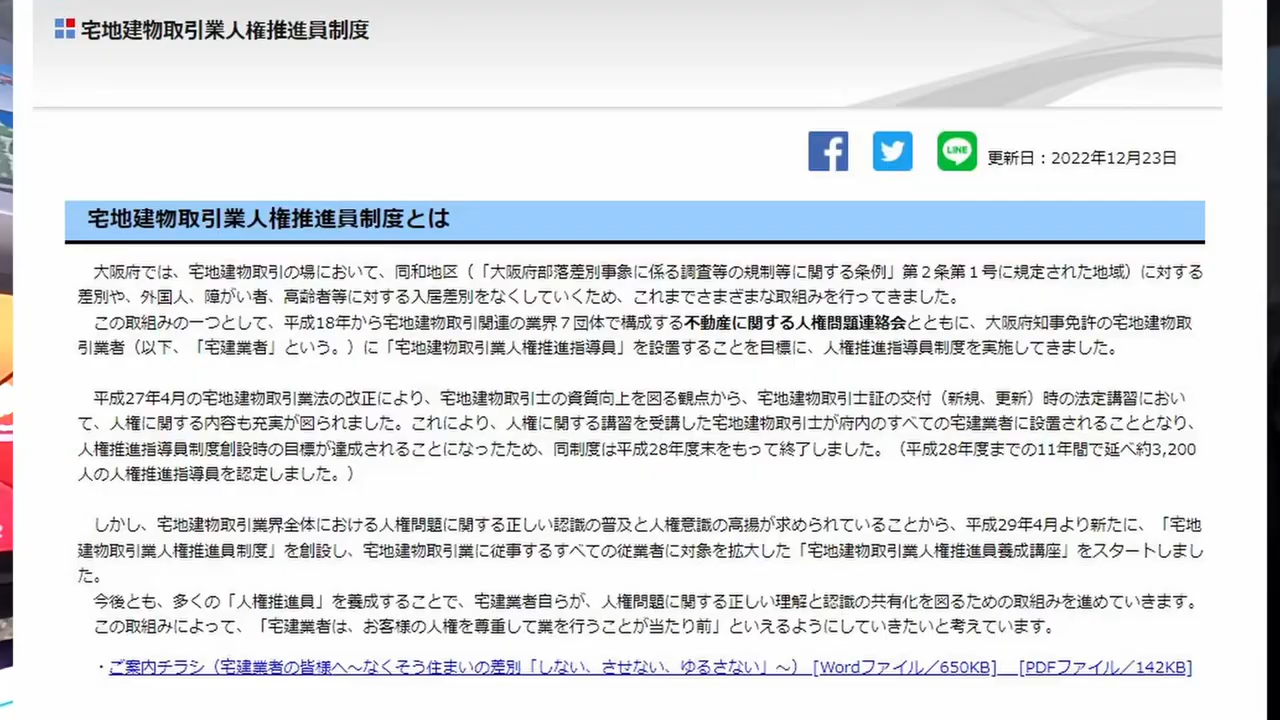 宅地建物取引業人権推進員制度
LINE
更新日：2022年12月23日
宅地建物取引業人権推進員制度とは
大阪府では、宅地建物取引の場において、同和地区（「大阪府部落差別事象に係る調査等の規制等に関する条例」第２条第１号に規定された地域）に対する
差別や、外国人、障がい者、高齢者等に対する入居差別をなくしていくため、これまでさまざまな取組みを行ってきました。
この取組みの一つとして、平成18年から宅地建物取引関連の業界７団体で構成する不動産に関する人権問題連絡会とともに、大阪府知事免許の宅地建物取
引業者（以下、「宅建業者」という。）に「宅地建物取引業人権推進指導員」を設置することを目標に、人権推進指導員制度を実施してきました。
平成27年4月の宅地建物取引業法の改正により、宅地建物取引士の資質向上を図る観点から、宅地建物取引士証の交付（新規、更新）時の法定講習におい
て、人権に関する内容も充実が図られました。これにより、人権に関する講習を受講した宅地建物取引士が府内のすべての宅建業者に設置されることとなり、
人権推進指導員制度創設時の目標が達成されることになったため、同制度は平成28年度末をもって終了しました。（平成28年度までの11年間で延べ約3,200
人の人権推進指導員を認定しました。）
しかし、宅地建物取引業界全体における人権問題に関する正しい認識の普及と人権意識の高揚が求められていることから、平成29年4月より新たに、「宅地
建物取引業人権推進員制度」を創設し、宅地建物取引業に従事するすべての従業者に対象を拡大した「宅地建物取引業人権推進員養成講座」をスタートしまし
た。
今後とも、多くの「人権推進員」を養成することで、宅建業者自らが、人権問題に関する正しい理解と認識の共有化を図るための取組みを進めていきます。
この取組みによって、「宅建業者は、お客様の人権を尊重して業を行うことが当たり前」といえるようにしていきたいと考えています。
・ご案内チラシ（宅建業者の皆様へ～なくそう住まいの差別「しない、させない、ゆるさない」～） [Wordファイル／650KB] [PDFファイル／142KB]